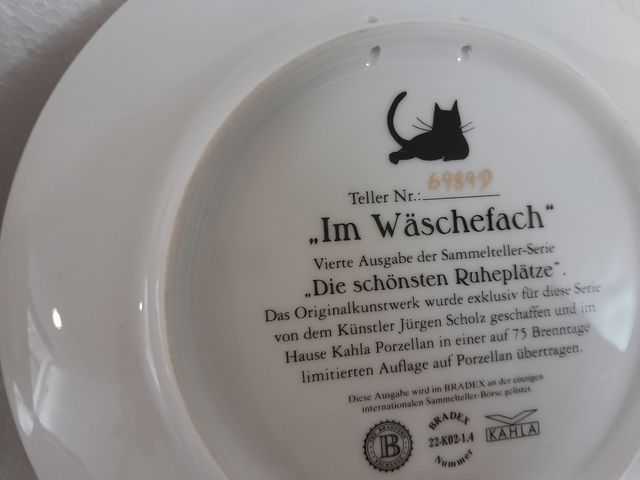 Teller Nr.: 6989D
„Im Wäschefach“
Vierte Ausgabe der Sammelteller-Serie
„Die schönsten Ruheplätze“.
Das Originalkunstwerk wurde exklusiv für diese Serie
von dem Künstler Jürgen Scholz geschaffen und im
Hause Kahla Porzellan in einer auf 75 Brenntage
limitierten Auflage auf Porzellan übertragen.
Diese Ausgabe wird im BRADEX an der einzigen
internationalen Sammelteller-Börse gelistet
THE BRADFORD EXCHANGE
B
BRADEX
22-K02-1.4
Nummer
KAHLA